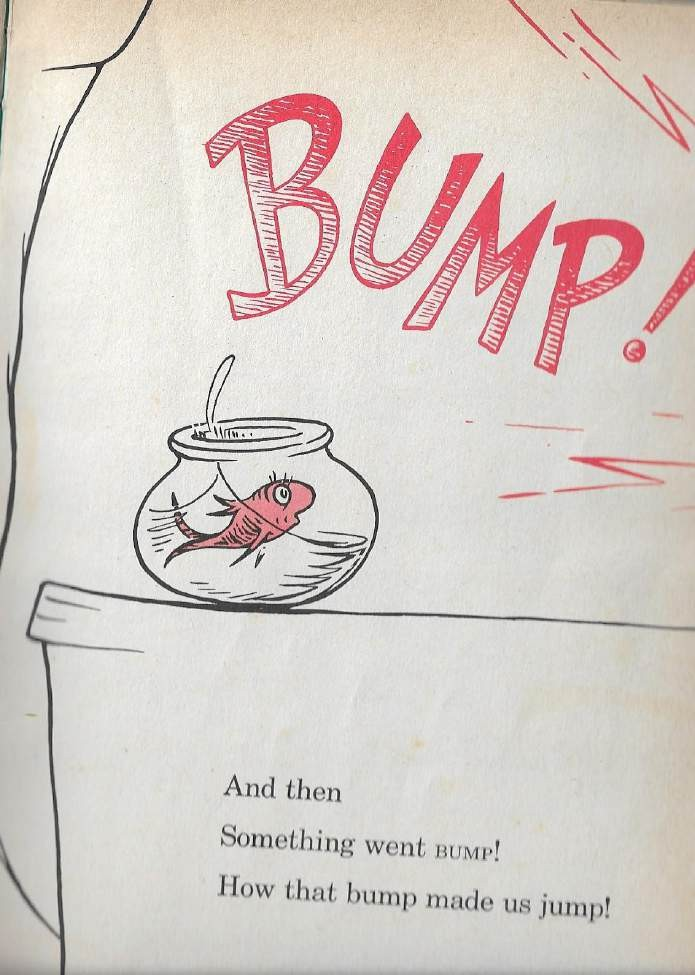 BUMP!
And then
Something went BUMP!
How that bump made us jump!